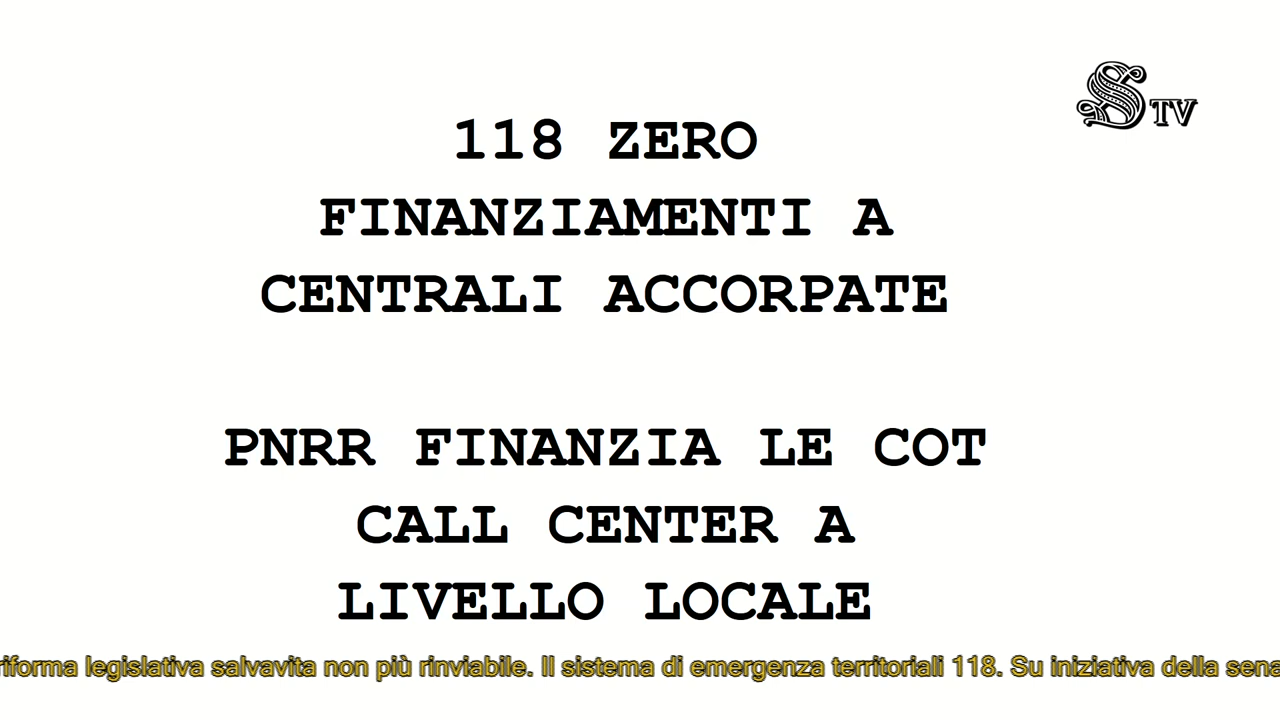 S TV
118 ZERO
FINANZIAMENTI A
CENTRALI ACCORPATE
PNRR FINANZIA LE COT
CALL CENTER A
LIVELLO LOCALE
riforma legislativa salvavita non più rinviabile. Il sistema di emergenza territoriali 118. Su iniziativa della sena